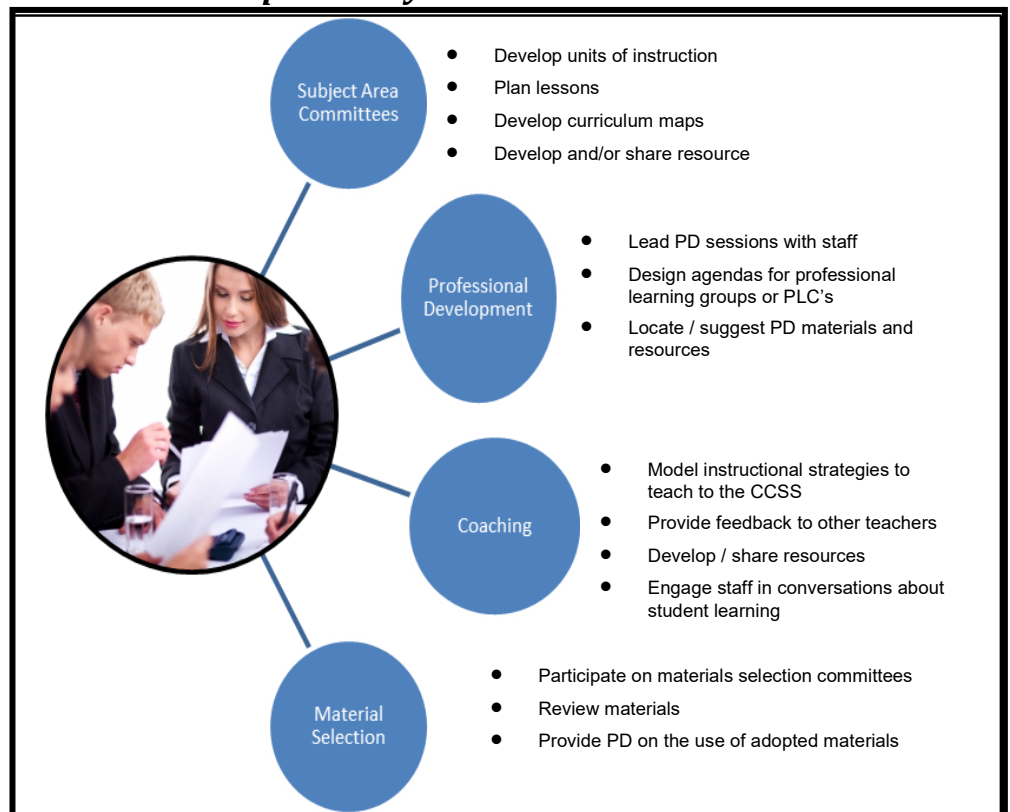 Subject Area
Committees
● Develop units of instruction
● Plan lessons
● Develop curriculum maps
● Develop and/or share resource
Professional
Development
● Lead PD sessions with staff
● Design agendas for professional
learning groups or PLC's
● Locate / suggest PD materials and
resources
Coaching
● Model instructional strategies to
teach to the CCSS
● Provide feedback to other teachers
● Develop / share resources
● Engage staff in conversations about
student learning
Material
Selection
● Participate on materials selection committees
● Review materials
● Provide PD on the use of adopted materials